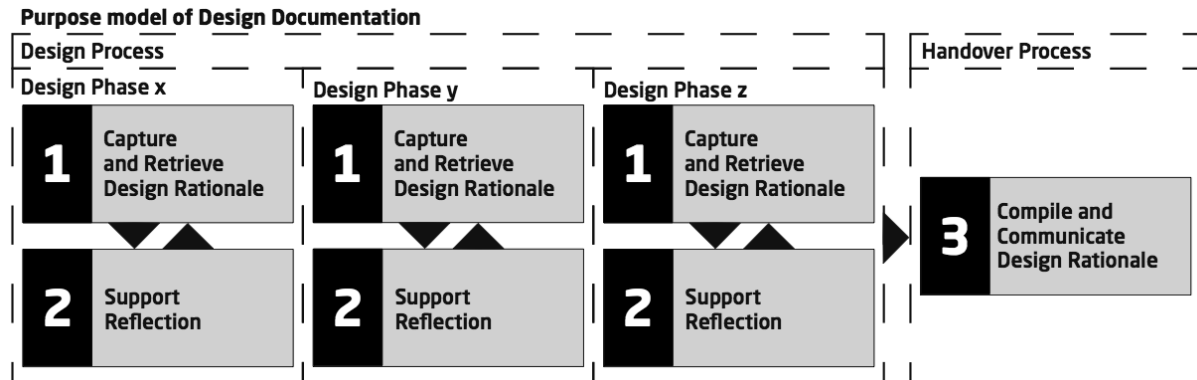 Purpose model of Design Documentation
Design Process
Handover Process
Design Phase x
1
Capture
and Retrieve
Design Rationale
2
Support
Reflection
Design Phase y
1
Capture
and Retrieve
Design Rationale
2
Support
Reflection
Design Phase z
1
Capture
and Retrieve
Design Rationale
2
Support
Reflection
3
Compile and
Communicate
Design Rationale